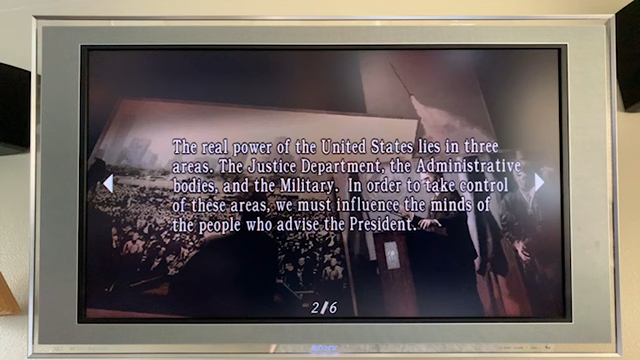 The real power of the United States lies in three
areas. The Justice Department, the Administrative
bodies, and the Military. In order to take control
of these areas, we must influence the minds of
the people who advise the President.
2/6
SONY